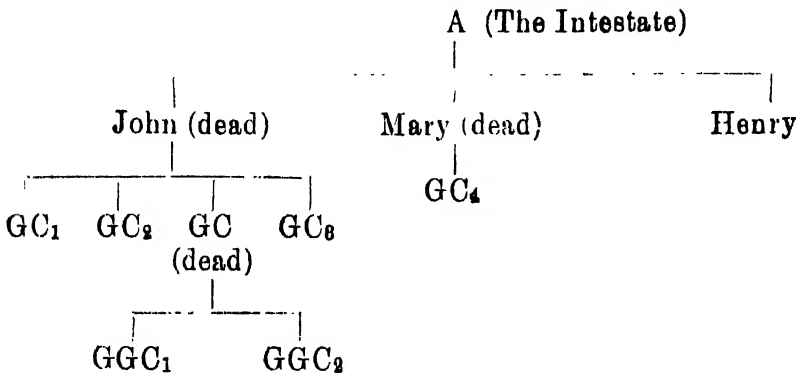 A (The Intestate)
John (dead) Mary (dead) Henry
GC₄
GC₁ GC₂ GC GC₃
(dead)
GGC₁ GGC₂